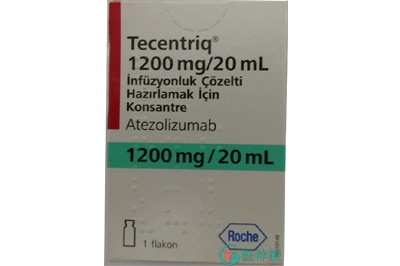 Tecentriq®
1200 mg/20 mL
İnfüzyonluk Çözelti
Hazırlamak İçin
Konsantre
Atezolizumab
1200 mg / 20 mL
1 flakon
Roche